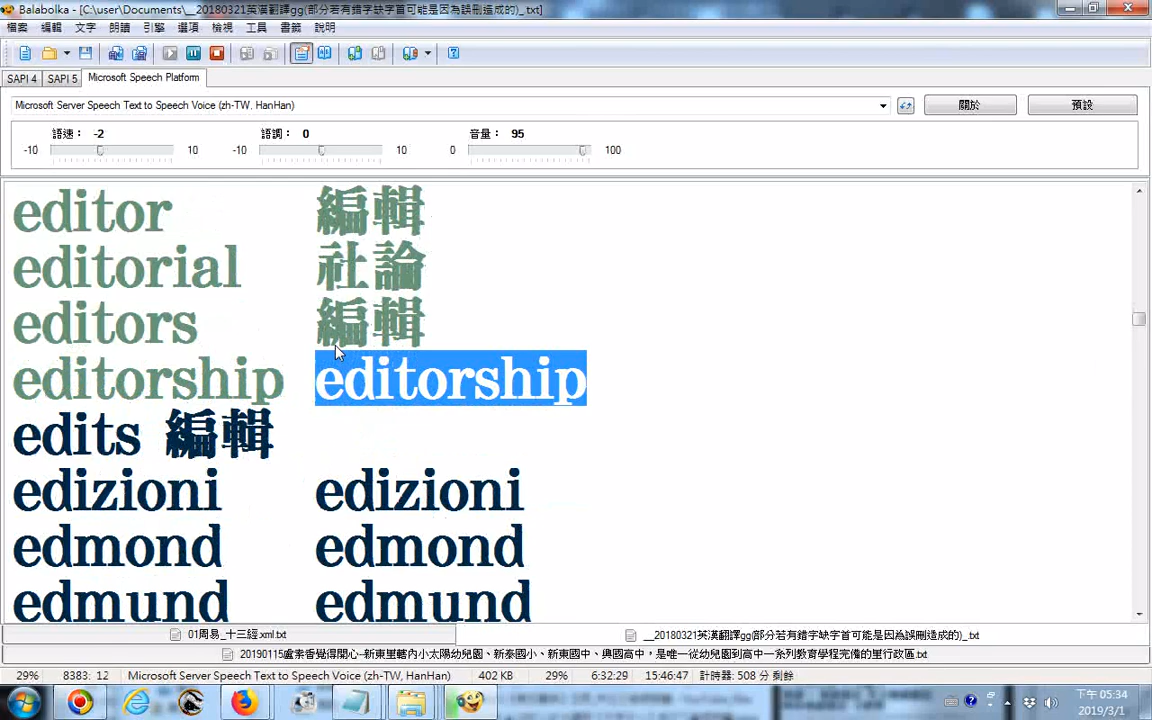 Balabolka - [C:\user\Documents\__20180321英漢翻譯gg(部分若有錯字缺字首可能是因為誤刪造成的)_.txt]
檔案 編輯 文字 朗讀 引擎 選項 檢視 工具 書籤 說明
SAPI 4 SAPI 5 Microsoft Speech Platform
Microsoft Server Speech Text to Speech Voice (zh-TW, HanHan) 關於 預設
語速： -2 語調： 0 音量： 95
-10 10 -10 10 0 100
editor 編輯
editorial 社論
editors 編輯
editorship editorship
edits 編輯
edizioni edizioni
edmond edmond
edmund edmund
01周易_十三經.xml.txt __20180321英漢翻譯gg(部分若有錯字缺字首可能是因為誤刪造成的)_.txt
20190115盧素香覺得開心-新東里轄內小太陽幼兒園、新泰國小、新東國中、興國高中，是唯一從幼兒園到高中一系列教育學程完備的里行政區.txt
29% 8383: 12 Microsoft Server Speech Text to Speech Voice (zh-TW, HanHan) 402 KB 29% 6:32:29 15:46:47 計時器: 508 分 剩餘
下午 05:34
2019/3/1